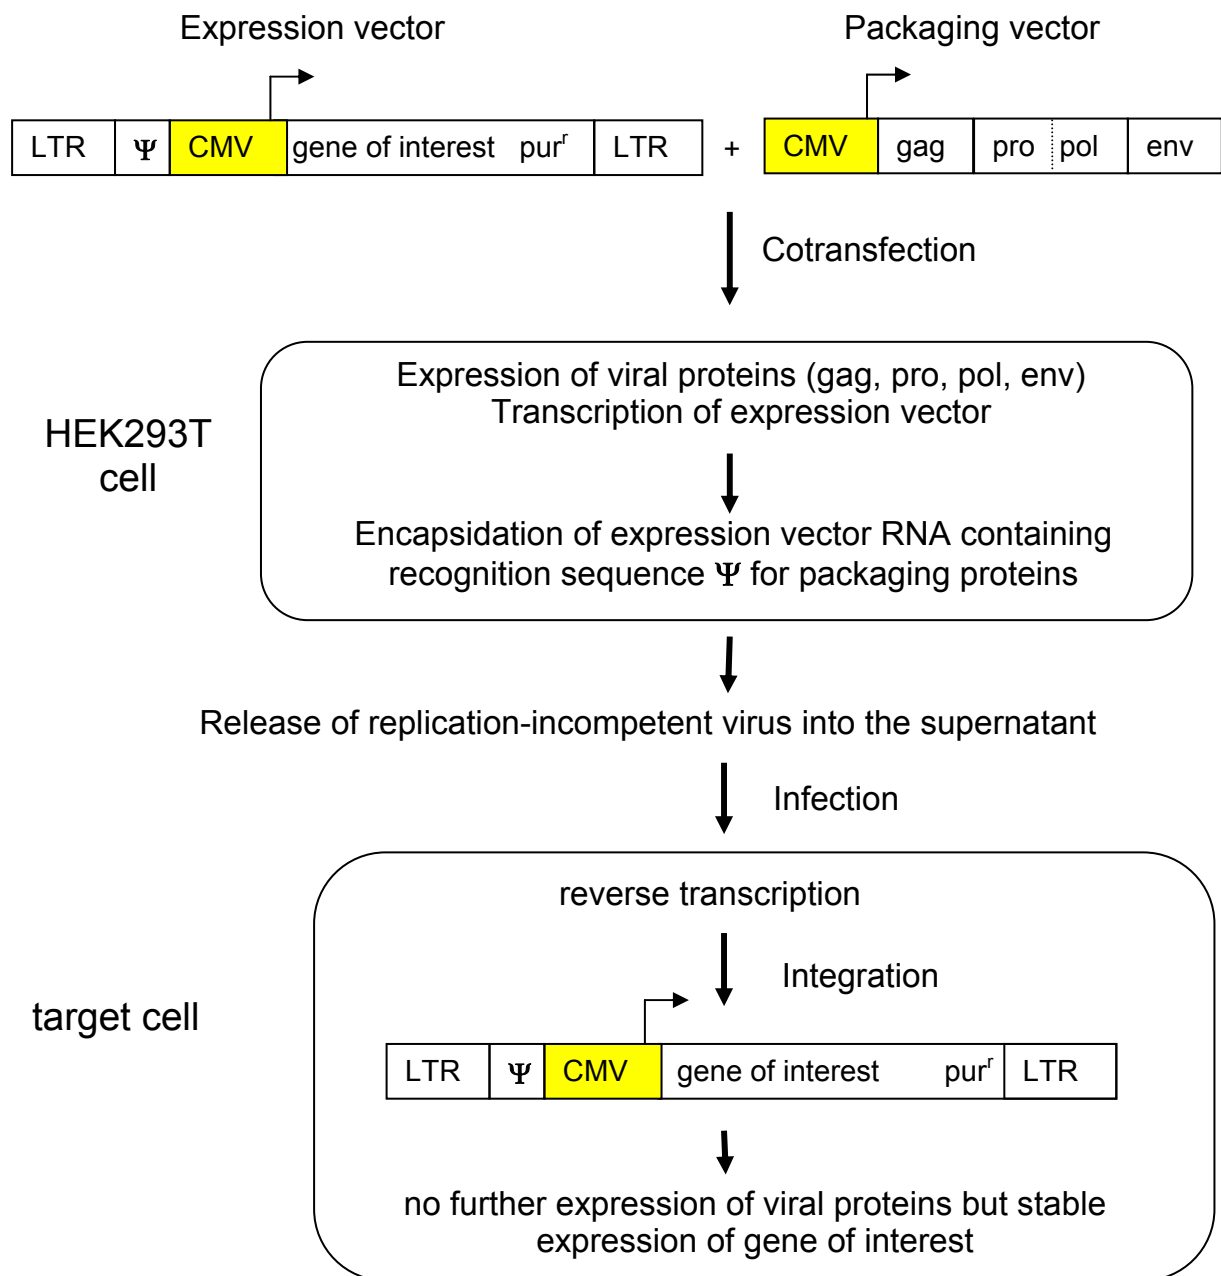 Expression vector Packaging vector
LTR Ψ CMV gene of interest purʳ LTR + CMV gag pro pol env
Cotransfection
HEK293T
cell
Expression of viral proteins (gag, pro, pol, env)
Transcription of expression vector
Encapsidation of expression vector RNA containing
recognition sequence Ψ for packaging proteins
Release of replication-incompetent virus into the supernatant
Infection
target cell
reverse transcription
Integration
LTR Ψ CMV gene of interest purʳ LTR
no further expression of viral proteins but stable
expression of gene of interest